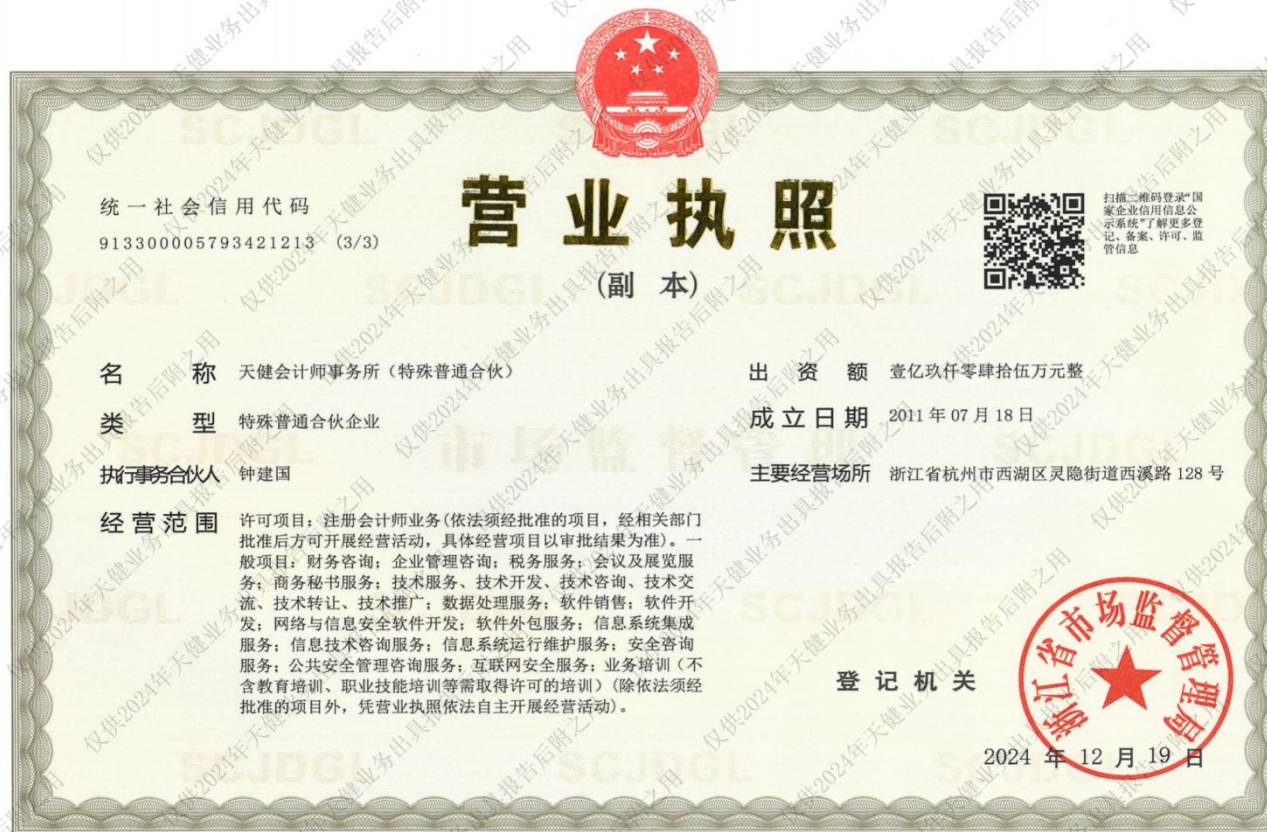 营业执照
(副 本)
统一社会信用代码
913300005793421213 (3/3)
扫描二维码登录“国
家企业信用信息公
示系统”了解更多登
记、备案、许可、监
管信息
名 称 天健会计师事务所（特殊普通合伙）
类 型 特殊普通合伙企业
执行事务合伙人 钟建国
经营范围 许可项目：注册会计师业务(依法须经批准的项目，经相关部门
批准后方可开展经营活动，具体经营项目以审批结果为准)。一
般项目：财务咨询；企业管理咨询；税务服务；会议及展览服
务；商务秘书服务；技术服务、技术开发、技术咨询、技术交
流、技术转让、技术推广；数据处理服务；软件销售；软件开
发；网络与信息安全软件开发；软件外包服务；信息系统集成
服务；信息技术咨询服务；信息系统运行维护服务；安全咨询
服务；公共安全管理咨询服务；互联网安全服务；业务培训（不
含教育培训、职业技能培训等需取得许可的培训）(除依法须经
批准的项目外，凭营业执照依法自主开展经营活动)。
出 资 额 壹亿玖仟零肆拾伍万元整
成立日期 2011 年 07 月 18 日
主要经营场所 浙江省杭州市西湖区灵隐街道西溪路 128 号
登记机关
浙江省市场监督管理局
2024 年 12 月 19 日
仅供2024年天健业务出具报告后附之用
SCJDGL
市场监督管理